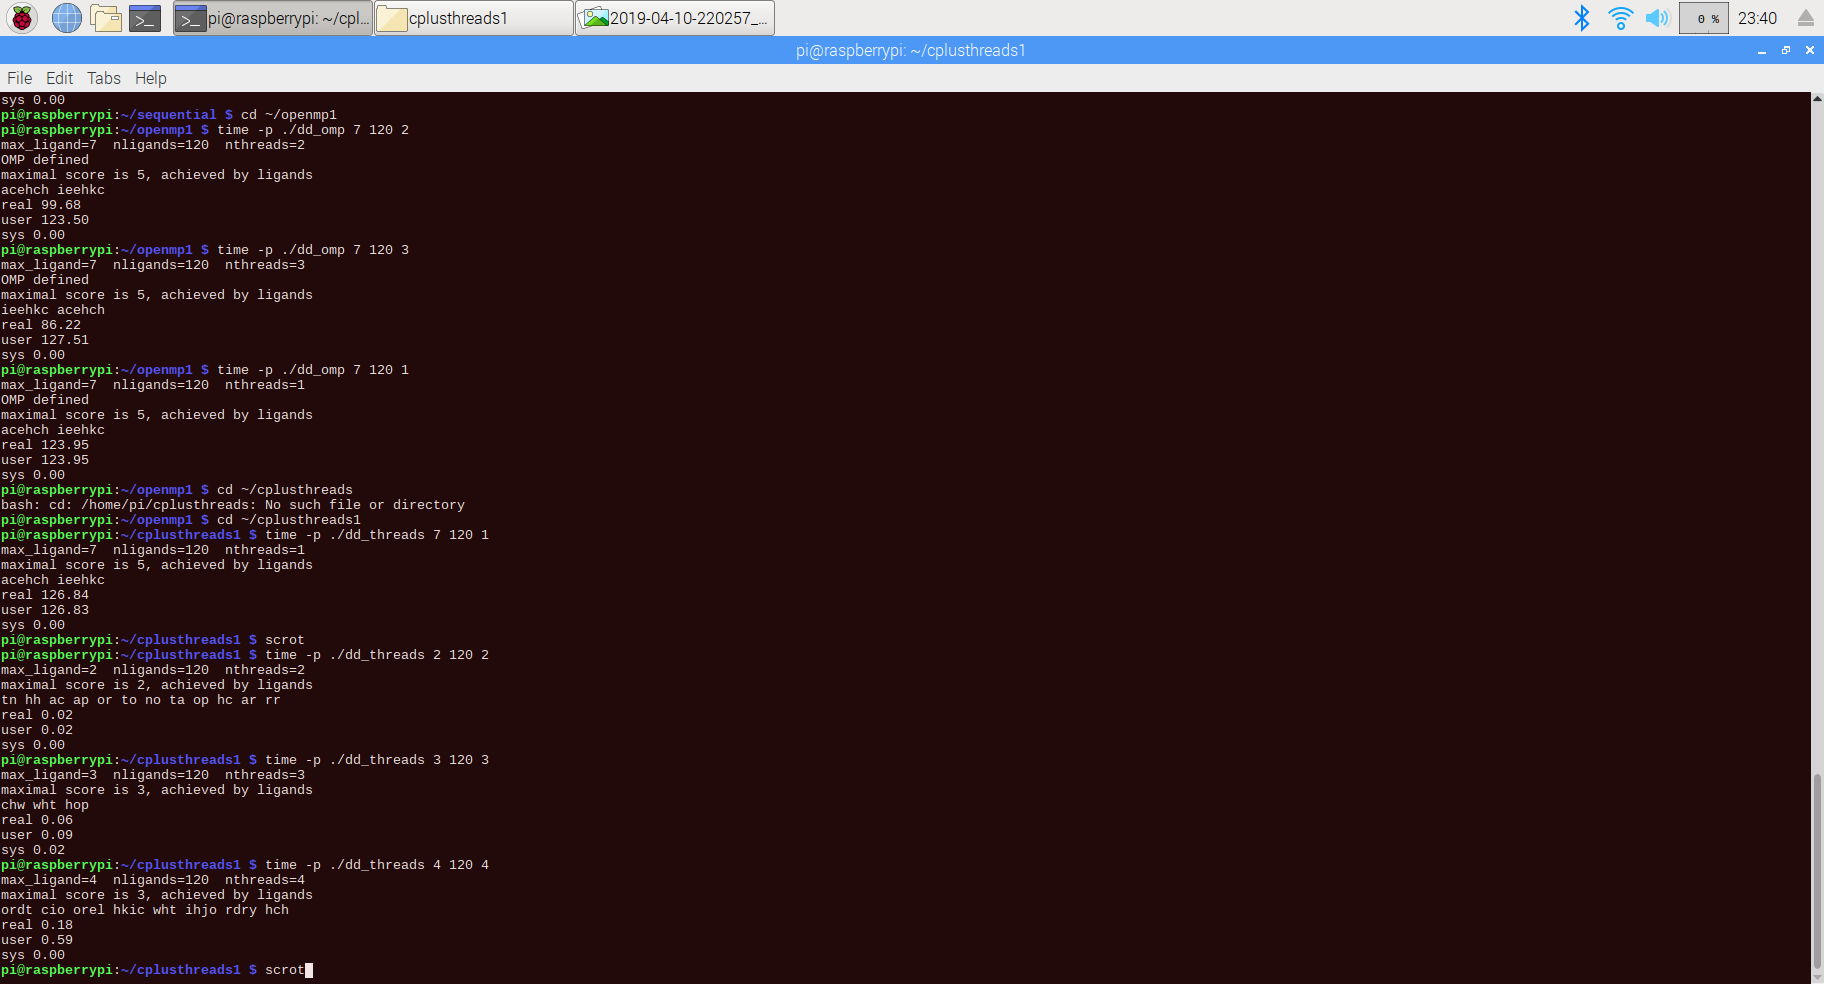 pi@raspberrypi: ~/cpl... cplusthreads1 2019-04-10-220257_... 0 % 23:40
pi@raspberrypi: ~/cplusthreads1
File Edit Tabs Help
sys 0.00
pi@raspberrypi:~/sequential $ cd ~/openmp1
pi@raspberrypi:~/openmp1 $ time -p ./dd_omp 7 120 2
max_ligand=7  nligands=120  nthreads=2
OMP defined
maximal score is 5, achieved by ligands
acehch ieehkc
real 99.68
user 123.50
sys 0.00
pi@raspberrypi:~/openmp1 $ time -p ./dd_omp 7 120 3
max_ligand=7  nligands=120  nthreads=3
OMP defined
maximal score is 5, achieved by ligands
ieehkc acehch
real 86.22
user 127.51
sys 0.00
pi@raspberrypi:~/openmp1 $ time -p ./dd_omp 7 120 1
max_ligand=7  nligands=120  nthreads=1
OMP defined
maximal score is 5, achieved by ligands
acehch ieehkc
real 123.95
user 123.95
sys 0.00
pi@raspberrypi:~/openmp1 $ cd ~/cplusthreads
bash: cd: /home/pi/cplusthreads: No such file or directory
pi@raspberrypi:~/openmp1 $ cd ~/cplusthreads1
pi@raspberrypi:~/cplusthreads1 $ time -p ./dd_threads 7 120 1
max_ligand=7  nligands=120  nthreads=1
maximal score is 5, achieved by ligands
acehch ieehkc
real 126.84
user 126.83
sys 0.00
pi@raspberrypi:~/cplusthreads1 $ scrot
pi@raspberrypi:~/cplusthreads1 $ time -p ./dd_threads 2 120 2
max_ligand=2  nligands=120  nthreads=2
maximal score is 2, achieved by ligands
tn hh ac ap or to no ta op hc ar rr
real 0.02
user 0.02
sys 0.00
pi@raspberrypi:~/cplusthreads1 $ time -p ./dd_threads 3 120 3
max_ligand=3  nligands=120  nthreads=3
maximal score is 3, achieved by ligands
chw wht hop
real 0.06
user 0.09
sys 0.02
pi@raspberrypi:~/cplusthreads1 $ time -p ./dd_threads 4 120 4
max_ligand=4  nligands=120  nthreads=4
maximal score is 3, achieved by ligands
ordt cio orel hkic wht ihjo rdry hch
real 0.18
user 0.59
sys 0.00
pi@raspberrypi:~/cplusthreads1 $ scrot